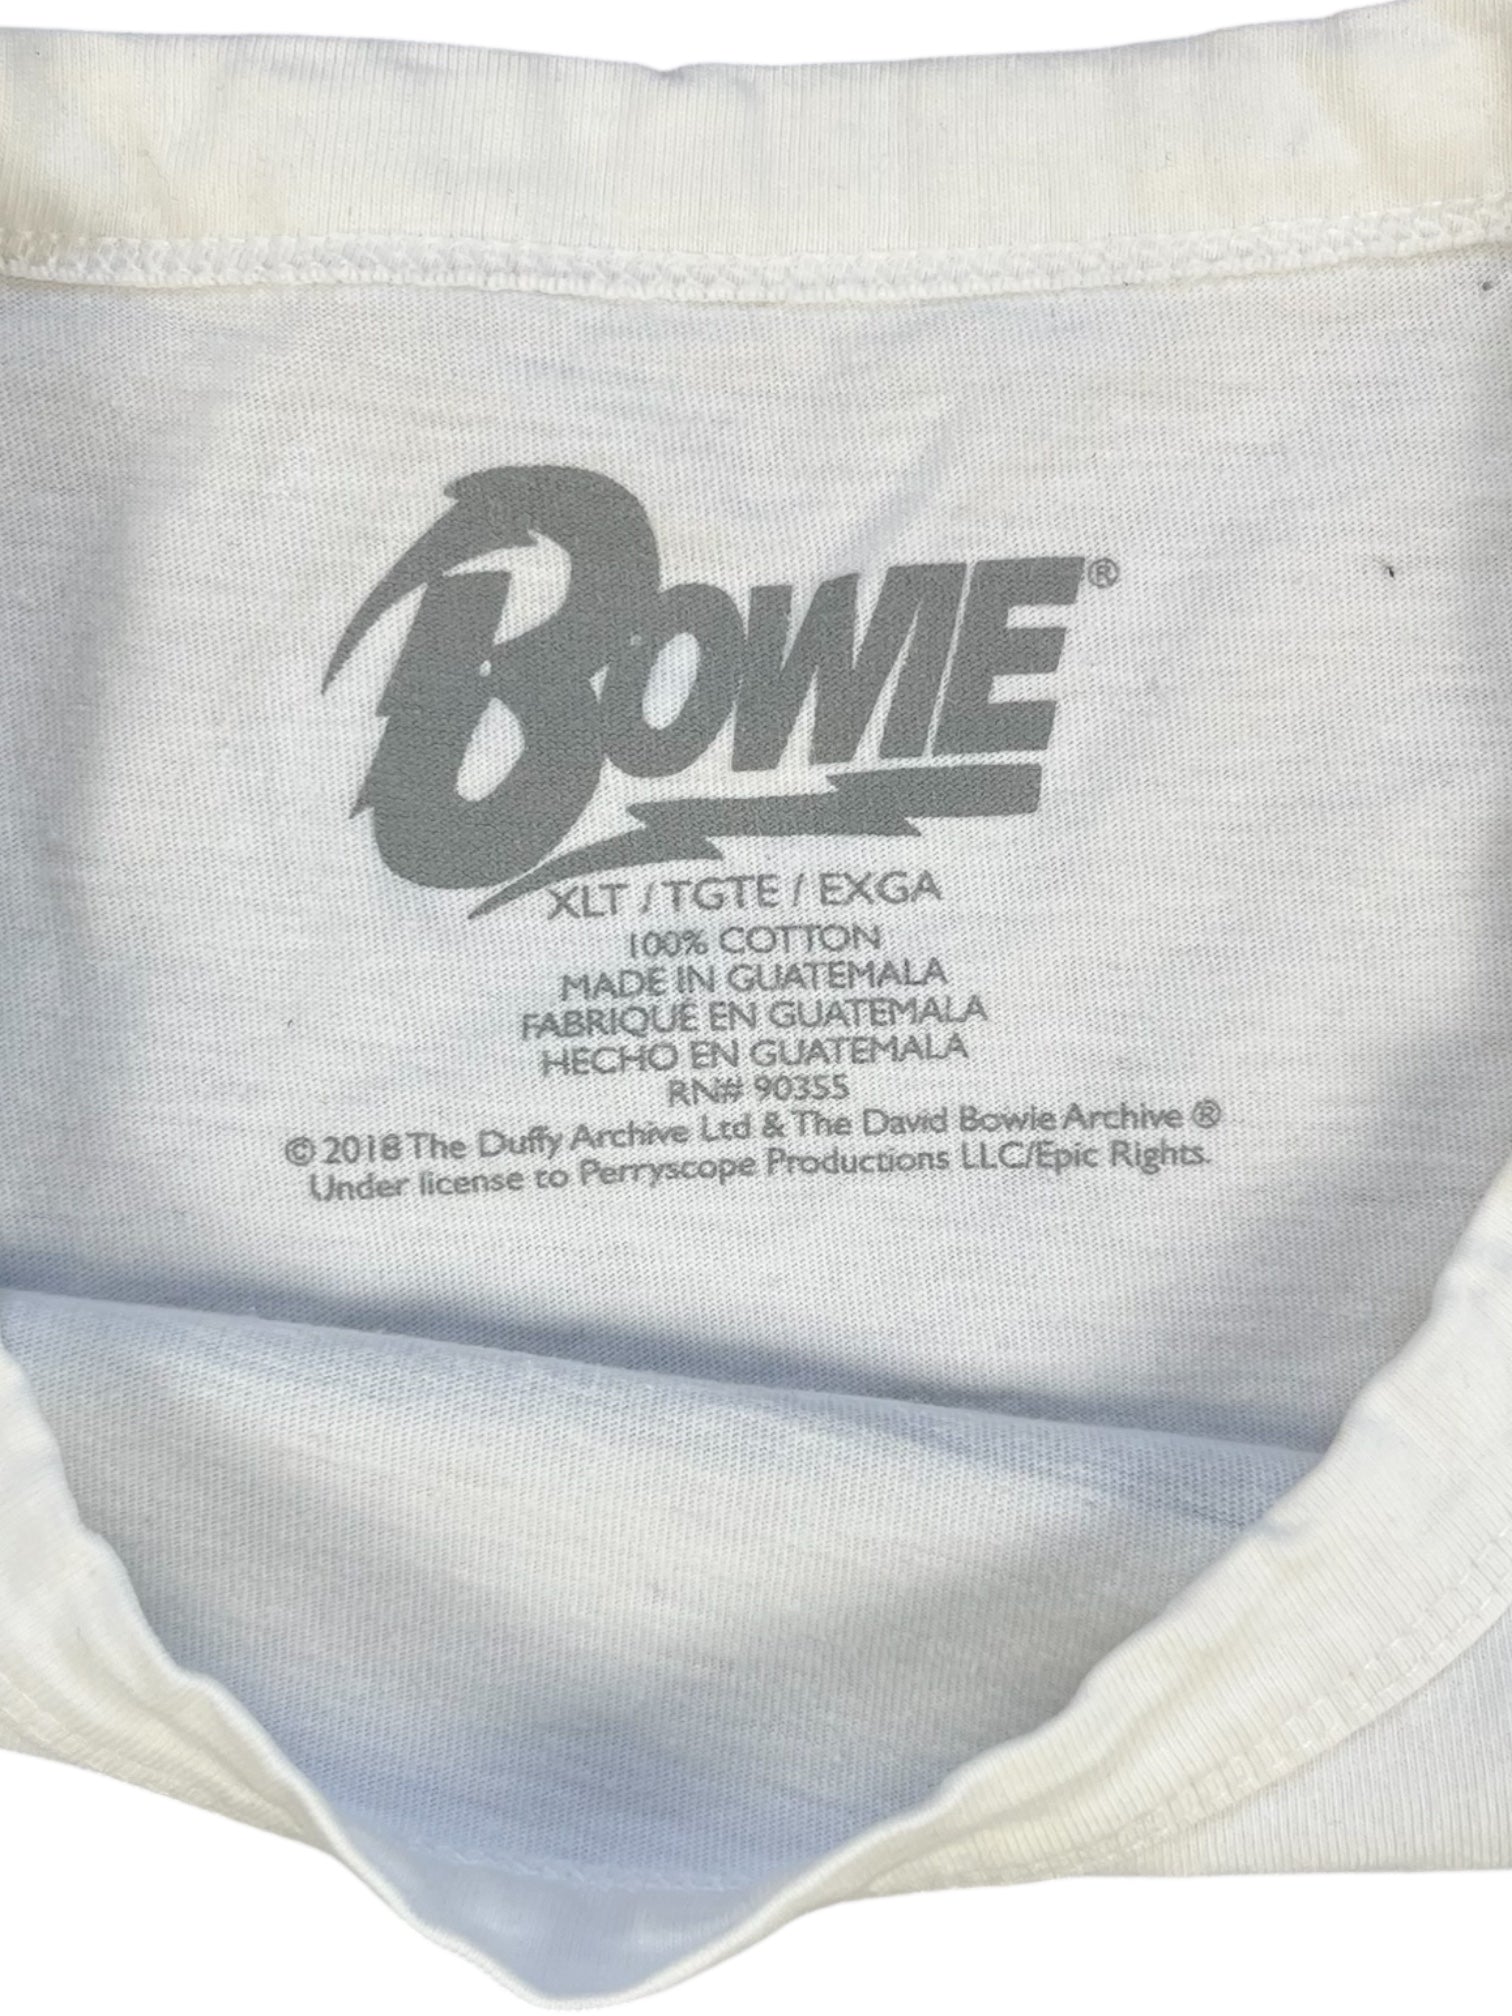 BOWIE®
XLT / TGTE / EXGA
100% COTTON
MADE IN GUATEMALA
FABRIQUÉ EN GUATEMALA
HECHO EN GUATEMALA
RN# 90355
© 2018 The Duffy Archive Ltd & The David Bowie Archive ®
Under license to Perryscope Productions LLC/Epic Rights.